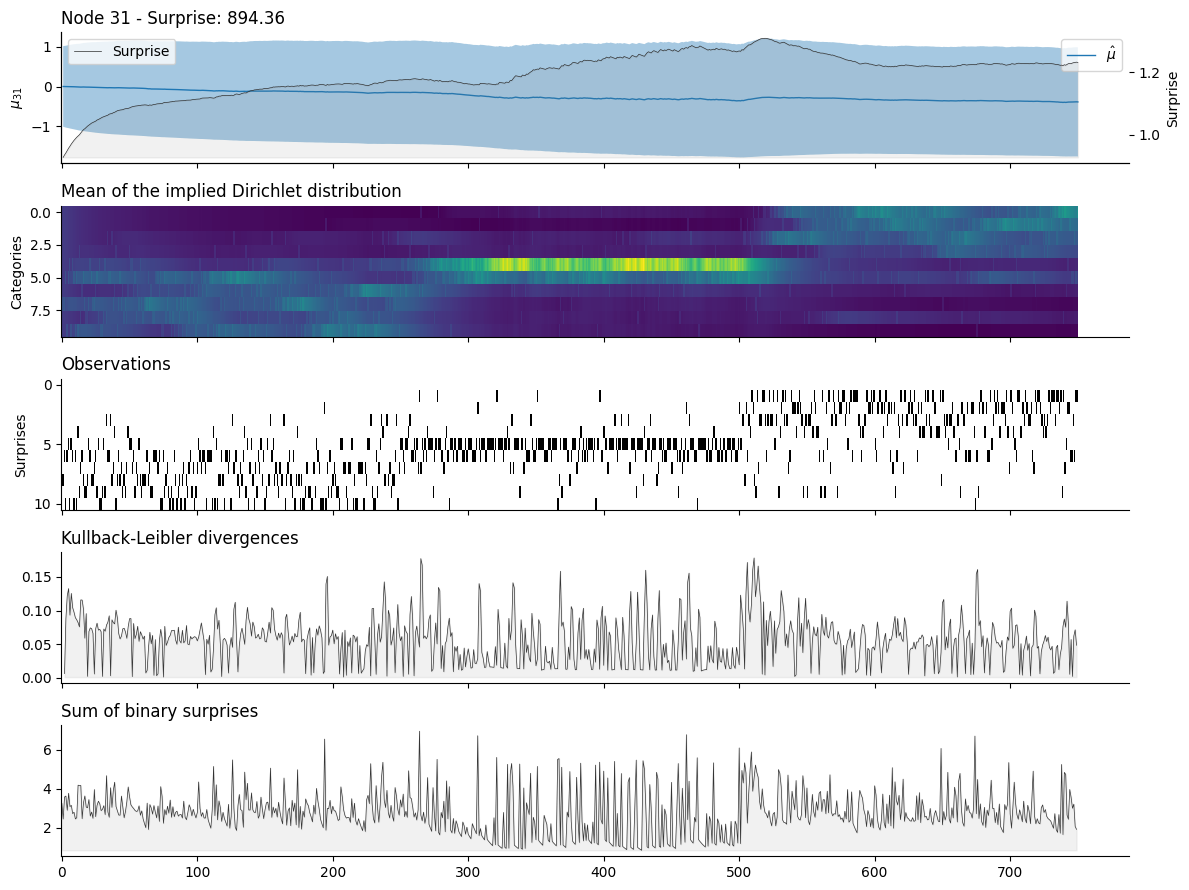 Node 31 - Surprise: 894.36
Surprise
μ̂
1
0
−1
μ31
1.2
1.0
Surprise
Mean of the implied Dirichlet distribution
0.0
2.5
5.0
7.5
Categories
Observations
0
5
10
Surprises
Kullback-Leibler divergences
0.15
0.10
0.05
0.00
Sum of binary surprises
6
4
2
0 100 200 300 400 500 600 700